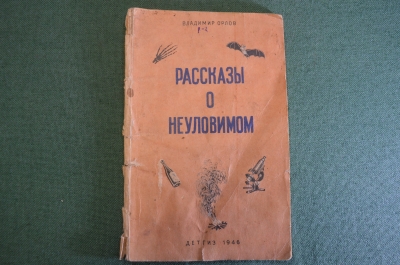 ВЛАДИМИР ОРЛОВ
РАССКАЗЫ
О
НЕУЛОВИМОМ
ДЕТГИЗ 1948